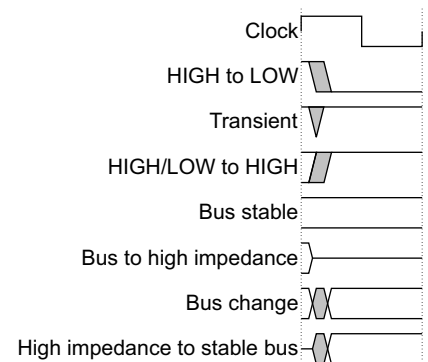 Clock
HIGH to LOW
Transient
HIGH/LOW to HIGH
Bus stable
Bus to high impedance
Bus change
High impedance to stable bus